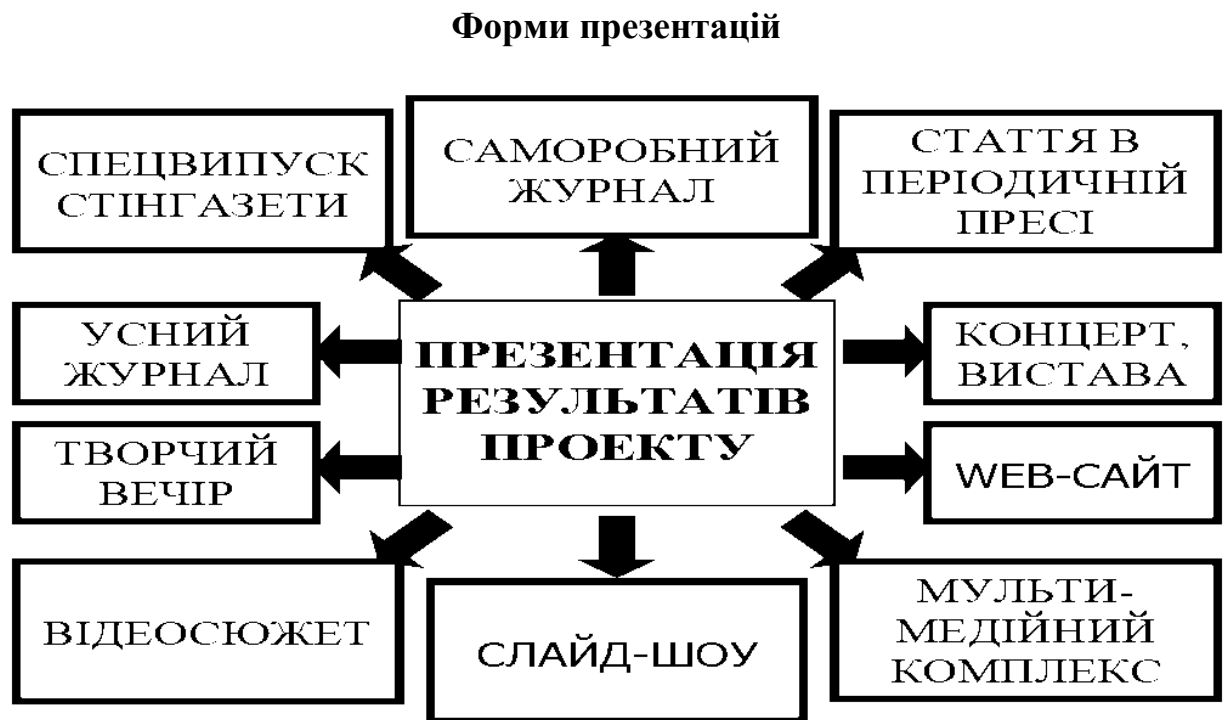 Форми презентацій
СПЕЦВИПУСК
СТІНГАЗЕТИ
САМОРОБНИЙ
ЖУРНАЛ
СТАТТЯ В
ПЕРІОДИЧНІЙ
ПРЕСІ
УСНИЙ
ЖУРНАЛ
ПРЕЗЕНТАЦІЯ
РЕЗУЛЬТАТІВ
ПРОЕКТУ
КОНЦЕРТ,
ВИСТАВА
ТВОРЧИЙ
ВЕЧІР
WEB-САЙТ
ВІДЕОСЮЖЕТ
СЛАЙД-ШОУ
МУЛЬТИ-
МЕДІЙНИЙ
КОМПЛЕКС